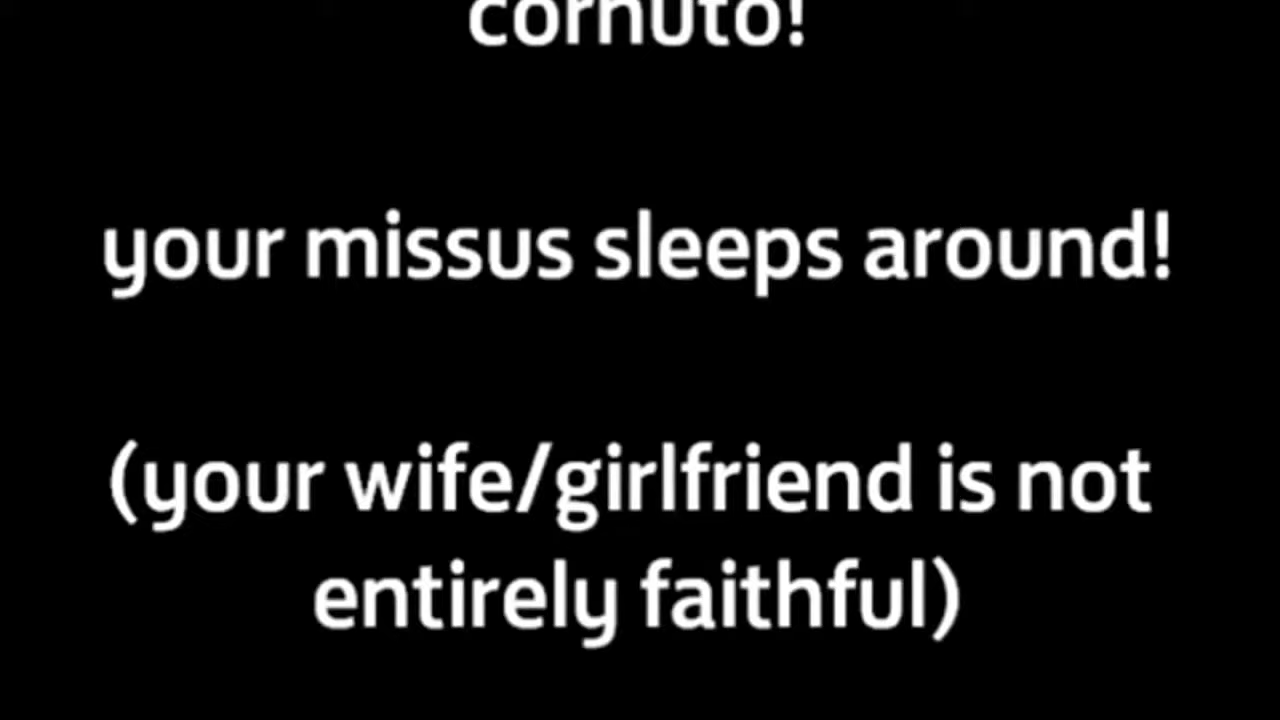 cornuto!
your missus sleeps around!
(your wife/girlfriend is not
entirely faithful)